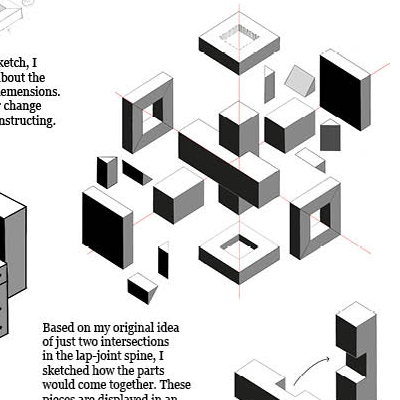 ketch, I
bout the
emensions.
change
nstructing.
Based on my original idea
of just two intersections
in the lap-joint spine, I
sketched how the parts
would come together. These
pieces are displayed in an